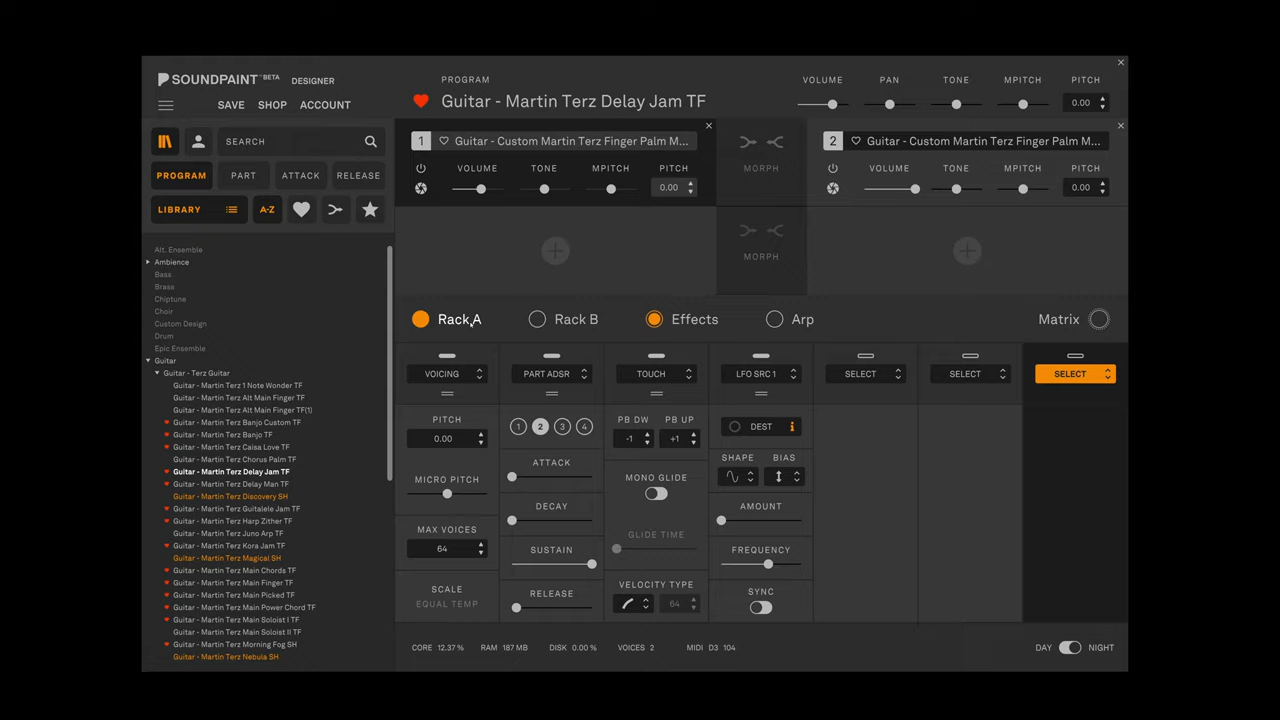 SOUNDPAINT™BETA DESIGNER
SAVE SHOP ACCOUNT
SEARCH
PROGRAM PART ATTACK RELEASE
LIBRARY A-Z
Alt. Ensemble
Ambience
Bass
Brass
Chiptune
Choir
Custom Design
Drum
Epic Ensemble
Guitar
Guitar - Terz Guitar
Guitar - Martin Terz 1 Note Wonder TF
Guitar - Martin Terz Alt Main Finger TF
Guitar - Martin Terz Alt Main Finger TF(1)
Guitar - Martin Terz Banjo Custom TF
Guitar - Martin Terz Banjo TF
Guitar - Martin Terz Caisa Love TF
Guitar - Martin Terz Chorus Palm TF
Guitar - Martin Terz Delay Jam TF
Guitar - Martin Terz Delay Man TF
Guitar - Martin Terz Discovery SH
Guitar - Martin Terz Guitalele Jam TF
Guitar - Martin Terz Harp Zither TF
Guitar - Martin Terz Juno Arp TF
Guitar - Martin Terz Kora Jam TF
Guitar - Martin Terz Magical SH
Guitar - Martin Terz Main Chords TF
Guitar - Martin Terz Main Finger TF
Guitar - Martin Terz Main Picked TF
Guitar - Martin Terz Main Power Chord TF
Guitar - Martin Terz Main Solo​ist I TF
Guitar - Martin Terz Main Soloist II TF
Guitar - Martin Terz Morning Fog SH
Guitar - Martin Terz Nebula SH
PROGRAM
Guitar - Martin Terz Delay Jam TF
VOLUME PAN TONE MPITCH PITCH
0.00
1 Guitar - Custom Martin Terz Finger Palm M...
VOLUME TONE MPITCH PITCH
0.00
MORPH
2 Guitar - Custom Martin Terz Finger Palm M...
VOLUME TONE MPITCH PITCH
0.00
MORPH
Rack A Rack B Effects Arp Matrix
VOICING PART ADSR TOUCH LFO SRC 1 SELECT SELECT SELECT
PITCH
0.00
MICRO PITCH
MAX VOICES
64
SCALE
EQUAL TEMP
1 2 3 4
ATTACK
DECAY
SUSTAIN
RELEASE
PB DW PB UP
-1 +1
MONO GLIDE
GLIDE TIME
VELOCITY TYPE
64
DEST i
SHAPE BIAS
AMOUNT
FREQUENCY
SYNC
CORE 12.37 % RAM 187 MB DISK 0.00 % VOICES 2 MIDI D3 104
DAY NIGHT